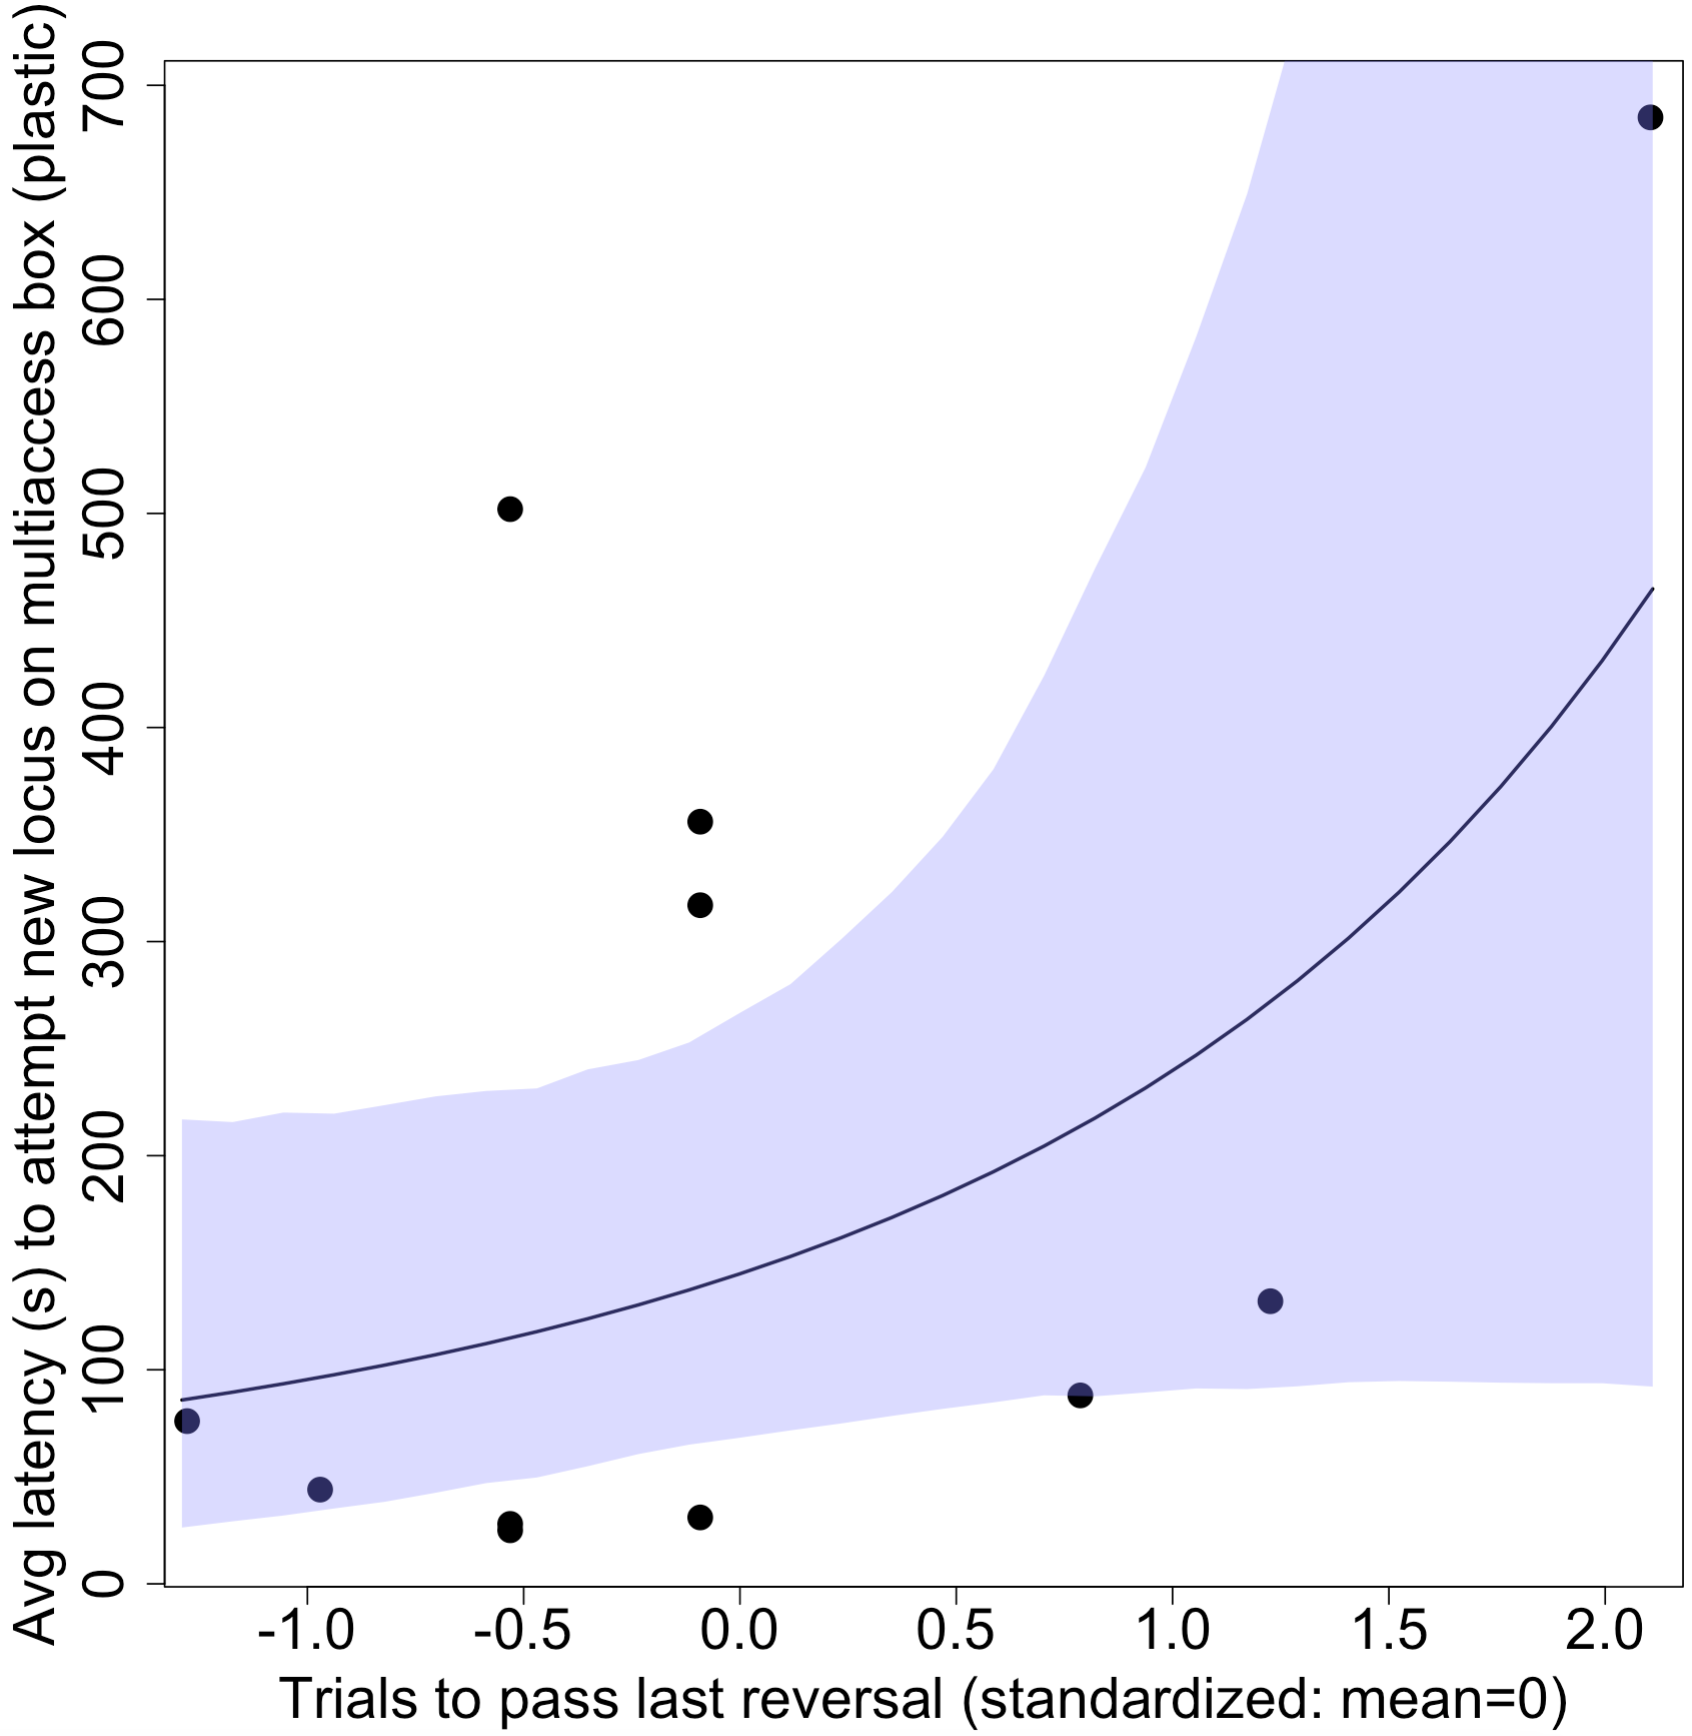 Avg latency (s) to attempt new locus on multiaccess box (plastic)
700
600
500
400
300
200
100
0
-1.0 -0.5 0.0 0.5 1.0 1.5 2.0
Trials to pass last reversal (standardized: mean=0)